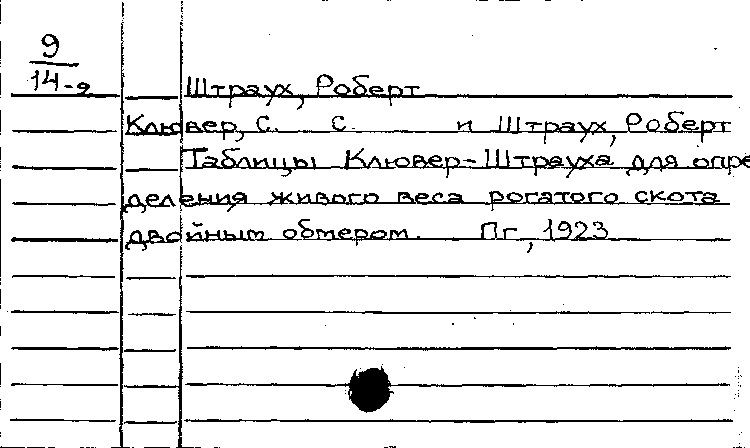 9
14-9
Штраух, Роберт
Клювер, С. С. и Штраух, Роберт
Таблицы Клювер-Штрауха для опре
деления живого веса рогатого скота
двойным обмером. Пг, 1923